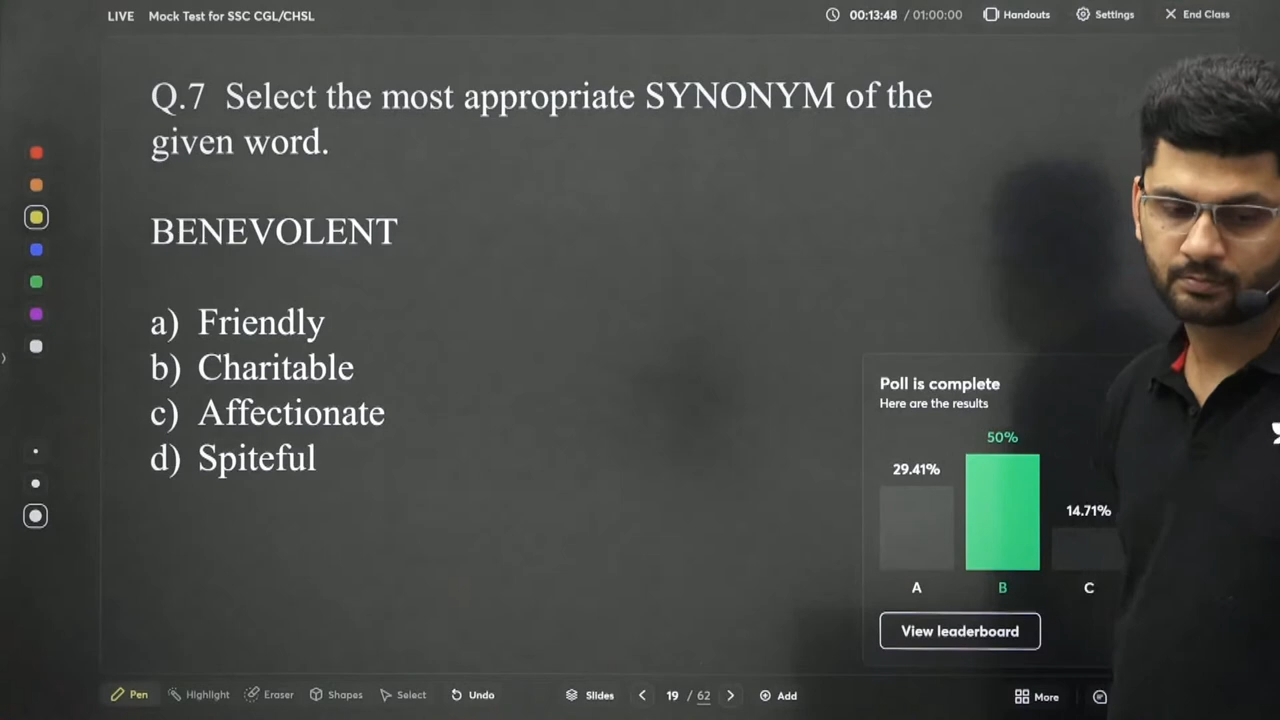 LIVE Mock Test for SSC CGL/CHSL
00:13:48 / 01:00:00 Handouts Settings End Class
Q.7 Select the most appropriate SYNONYM of the
given word.
BENEVOLENT
a) Friendly
b) Charitable
c) Affectionate
d) Spiteful
Poll is complete
Here are the results
50%
29.41%
14.71%
A B C
View leaderboard
Pen Highlight Eraser Shapes Select Undo Slides 19 / 62 Add More